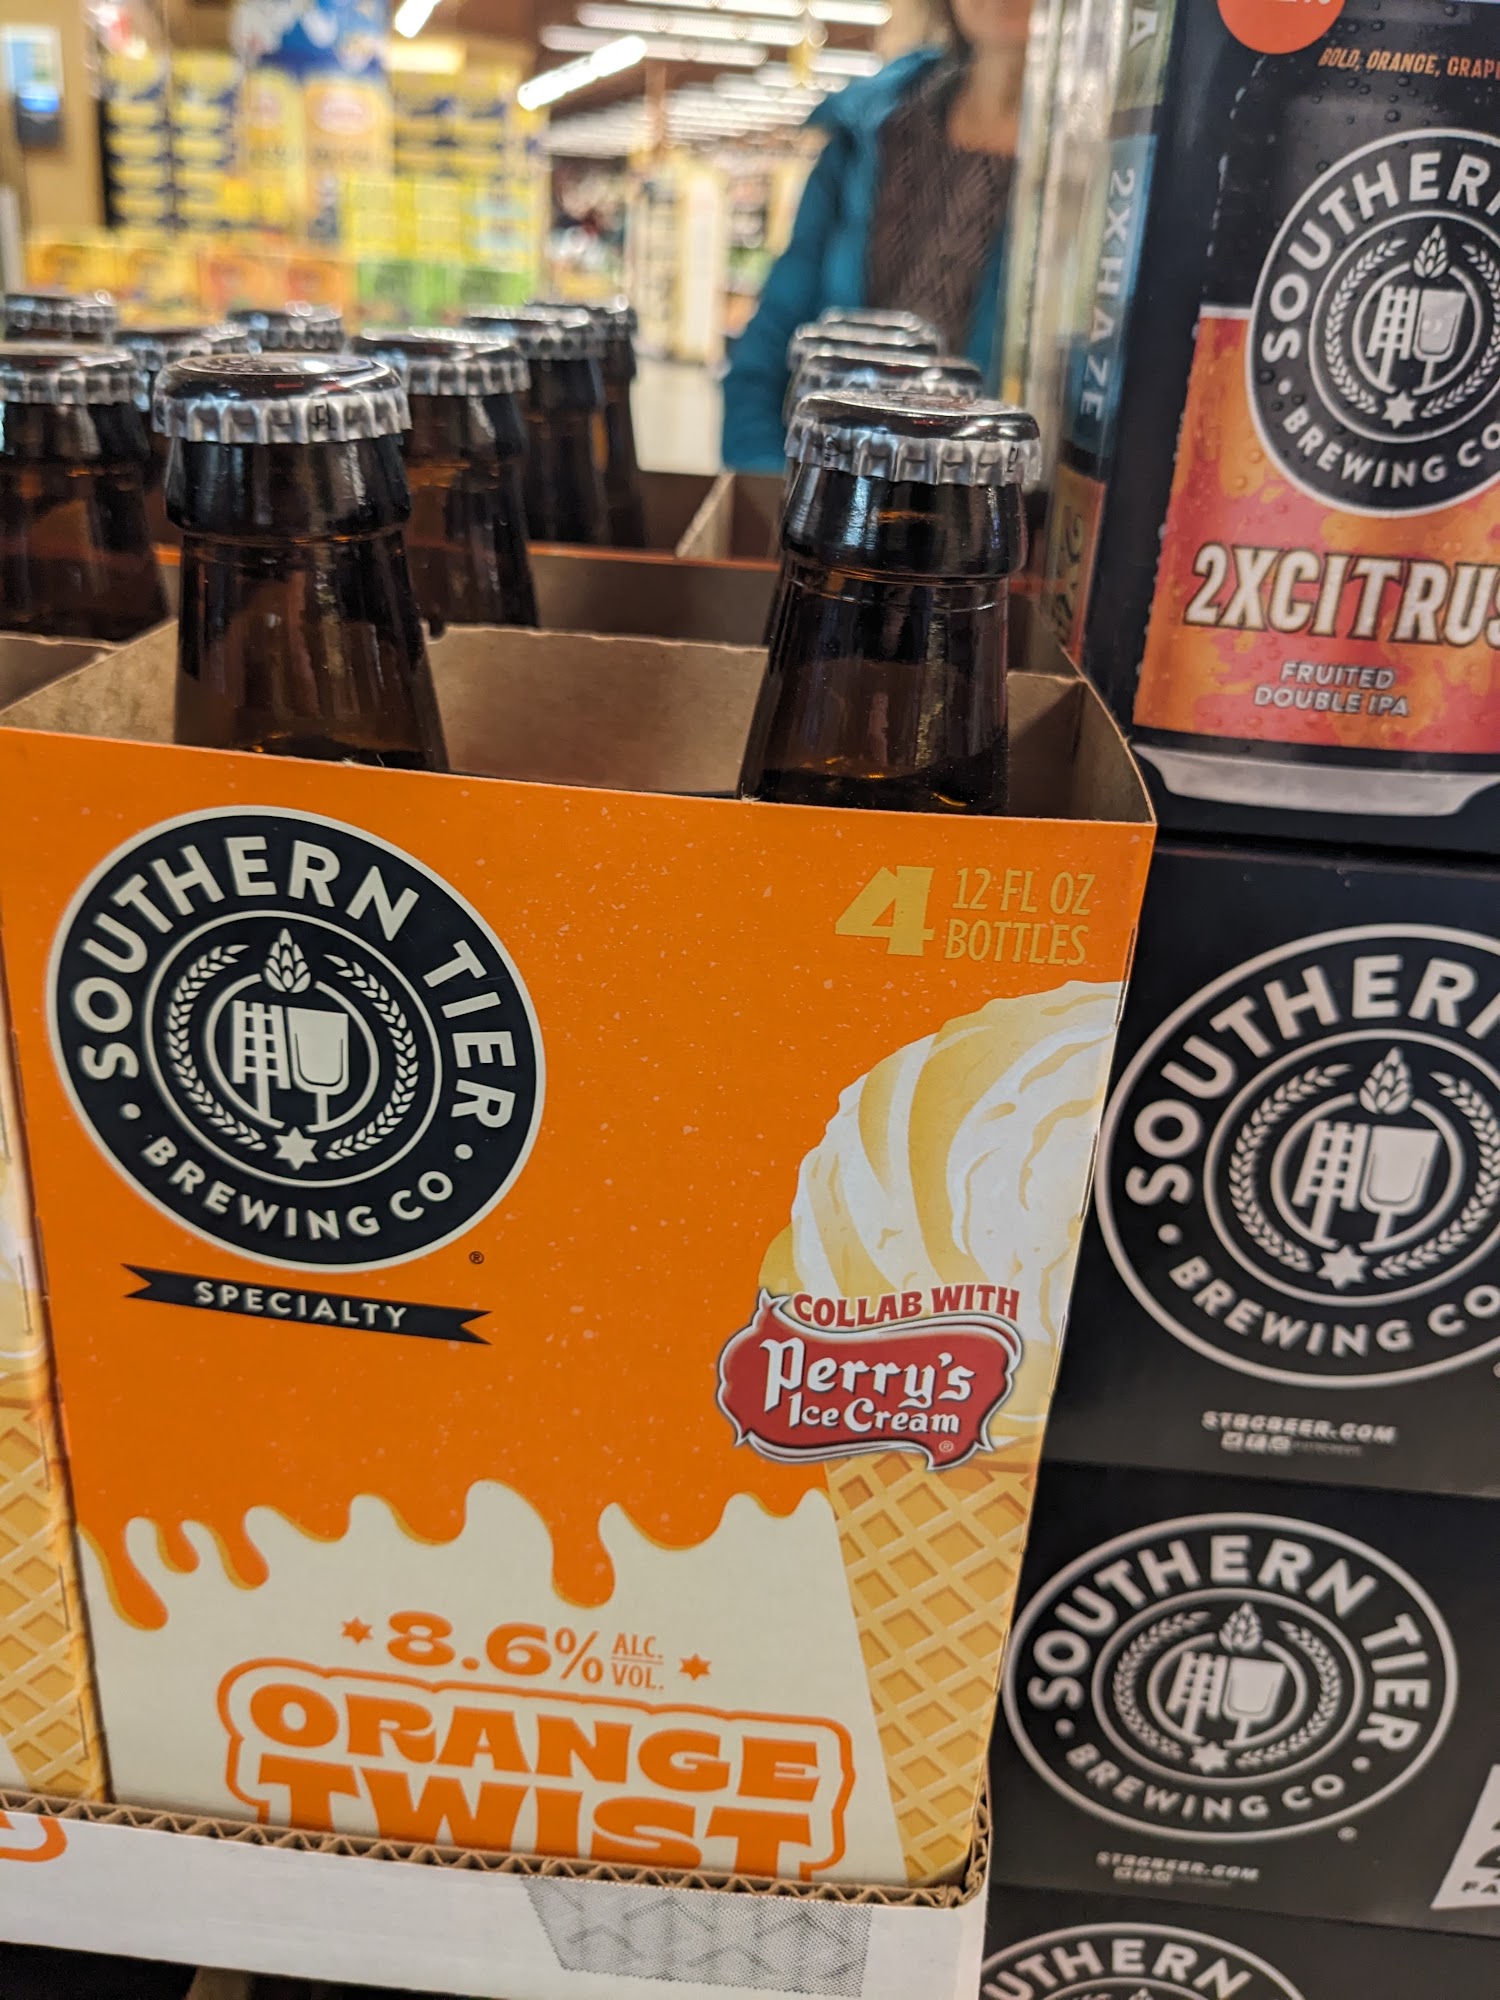 SOUTHERN TIER
BREWING CO
®
SPECIALTY
4
12 FL OZ
BOTTLES
COLLAB WITH
Perry's
Ice Cream
®
8.6% ALC.
VOL.
ORANGE
TWIST
2XHAZE
ORANGE,
SOUTHERN
BREWING CO
2XCITRUS
FRUITED
DOUBLE IPA
SOUTHERN
BREWING CO
STBCBEER.COM
SOUTHERN TIER
BREWING CO
STBCBEER.COM
SOUTHERN